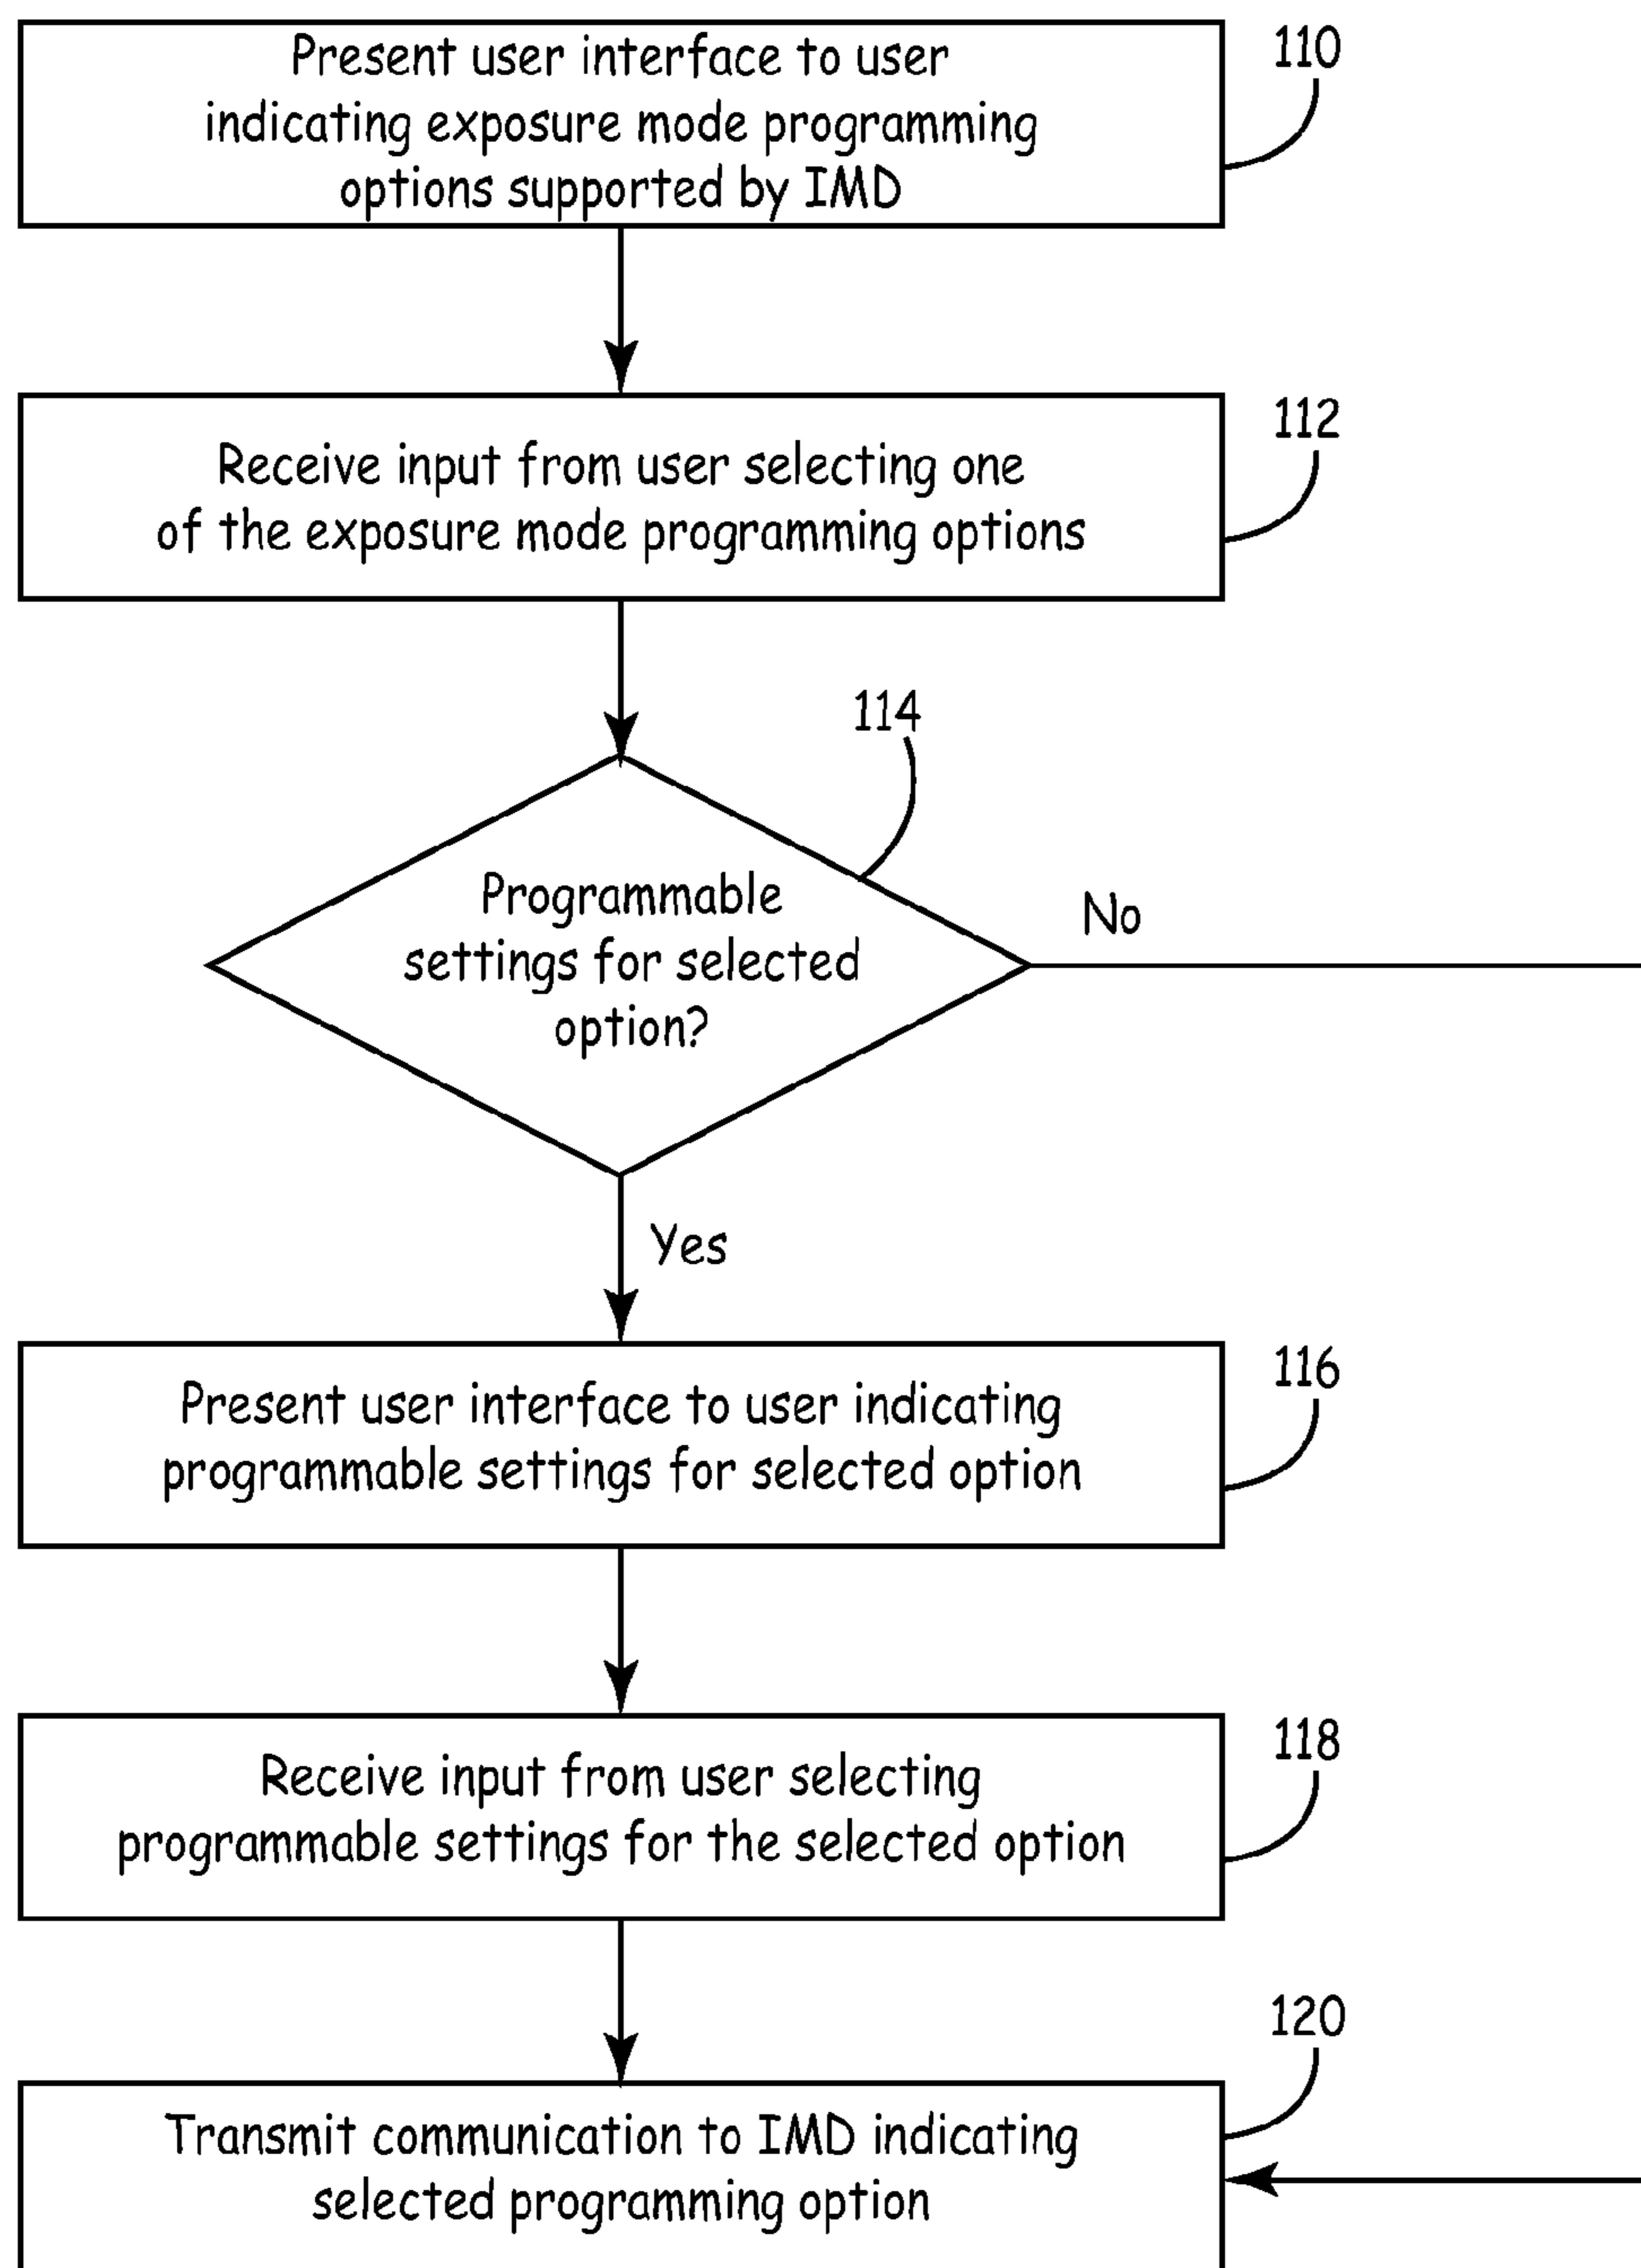 Present user interface to user
indicating exposure mode programming
options supported by IMD
110
Receive input from user selecting one
of the exposure mode programming options
112
114
Programmable
settings for selected
option?
No
Yes
Present user interface to user indicating
programmable settings for selected option
116
Receive input from user selecting
programmable settings for the selected option
118
120
Transmit communication to IMD indicating
selected programming option